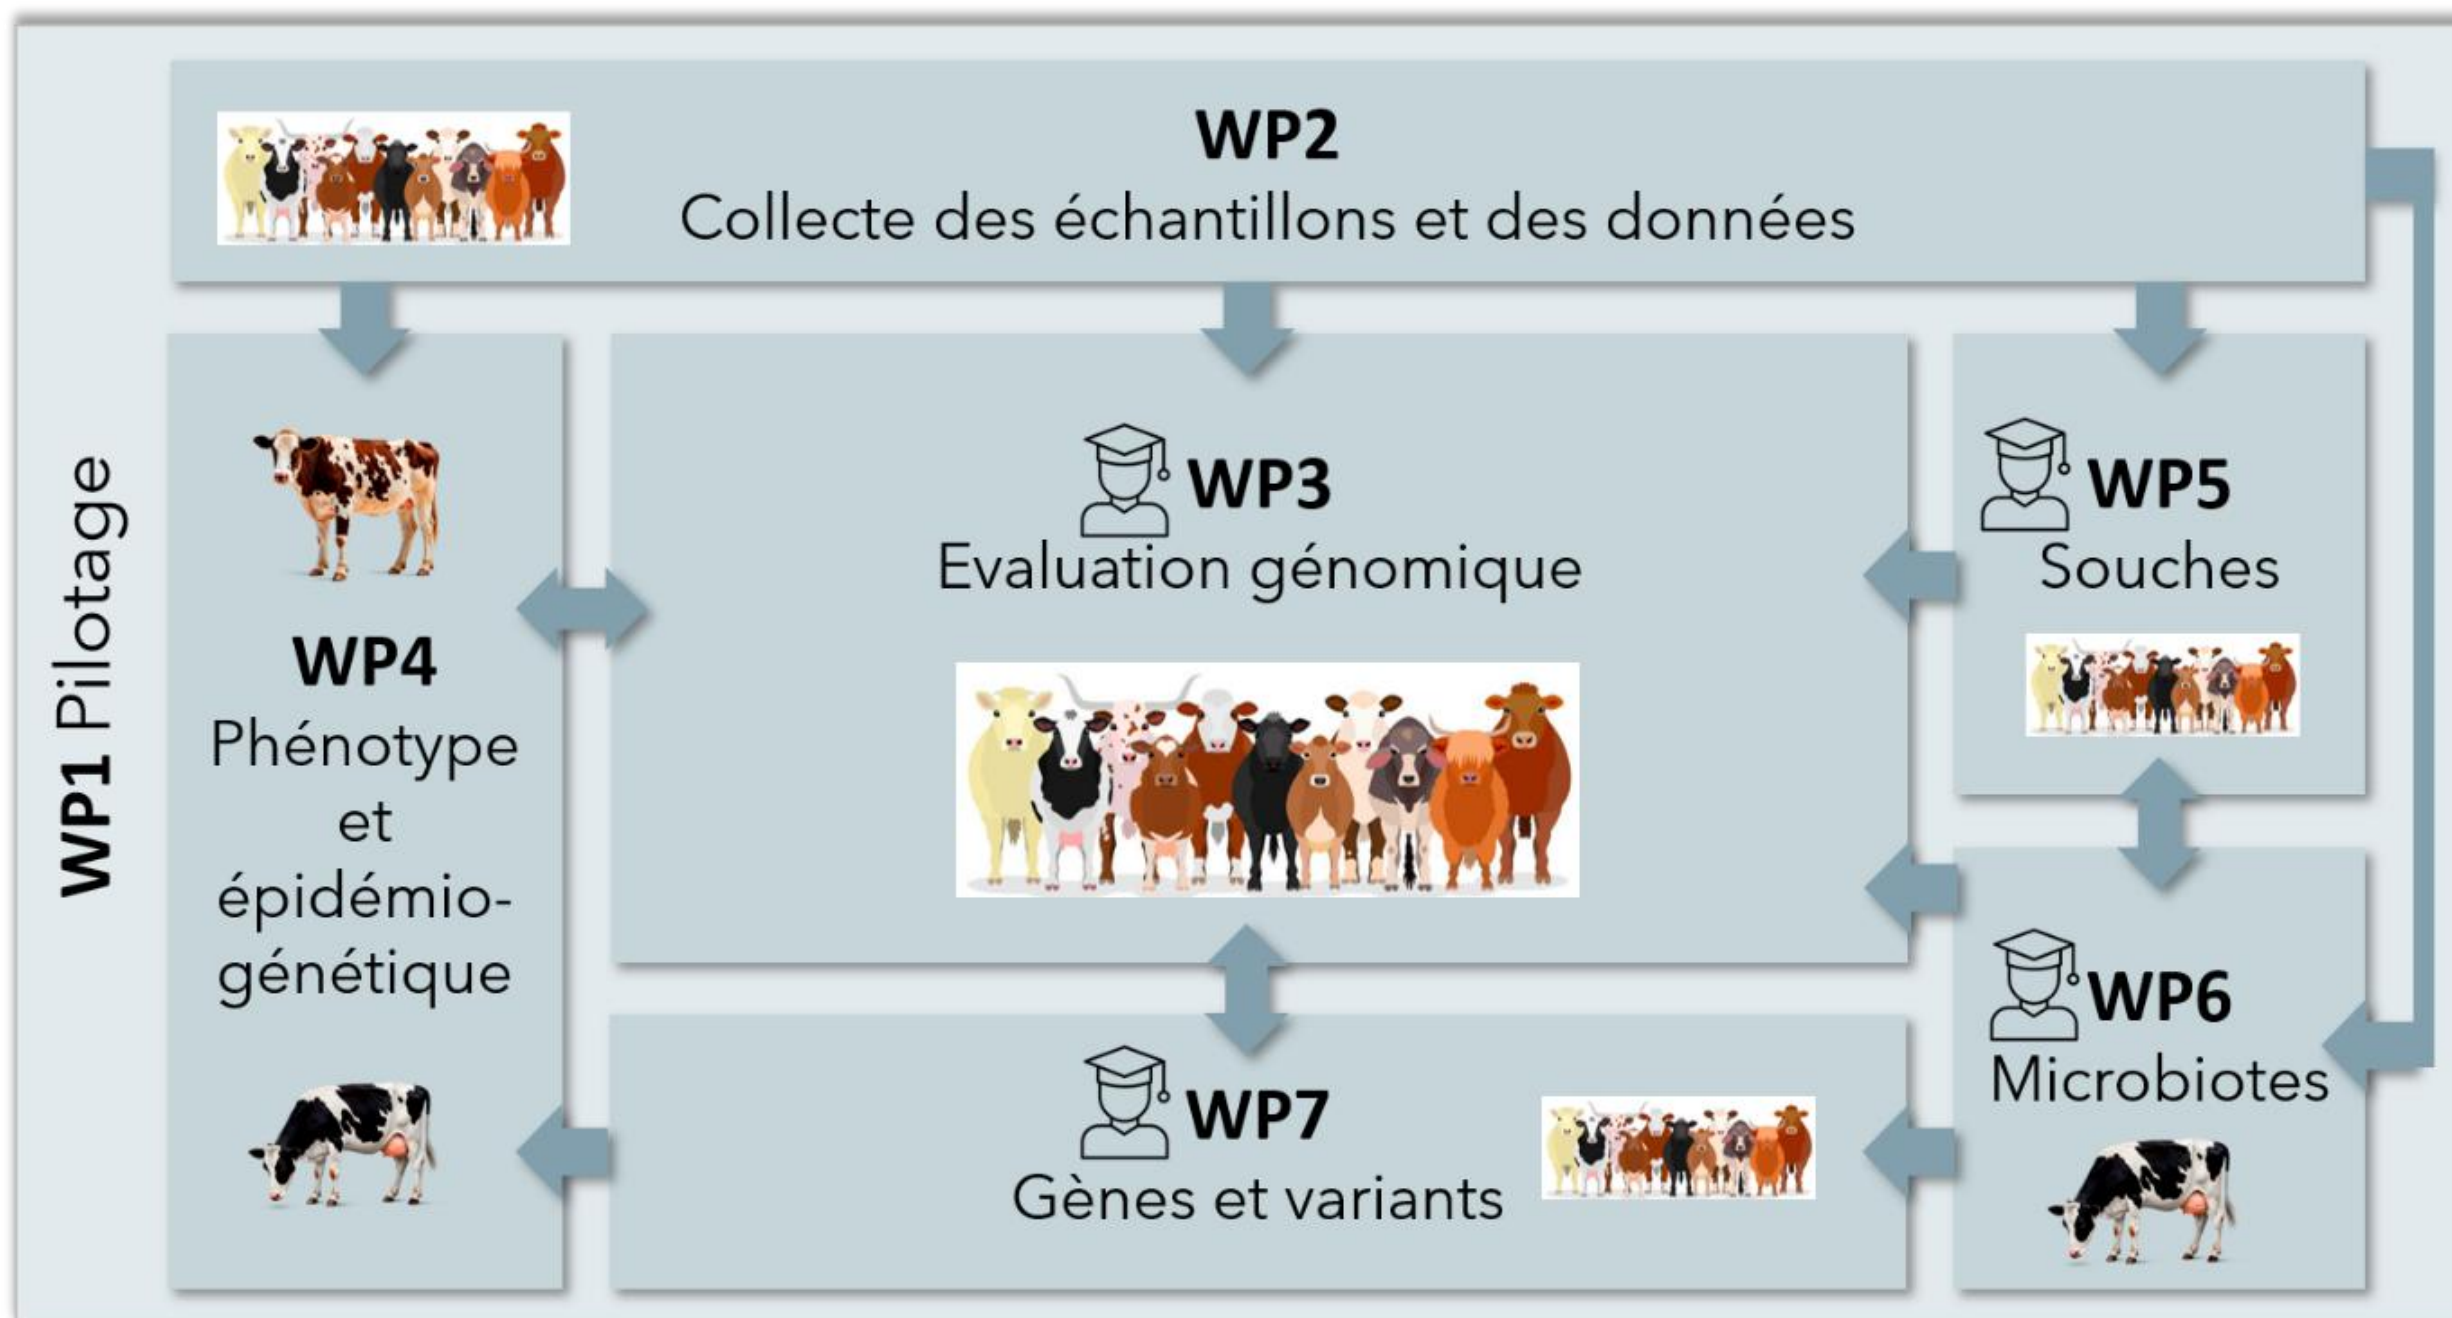 WP1 Pilotage
WP2
Collecte des échantillons et des données
WP4
Phénotype
et
épidémio-
génétique
WP3
Evaluation génomique
WP5
Souches
WP7
Gènes et variants
WP6
Microbiotes